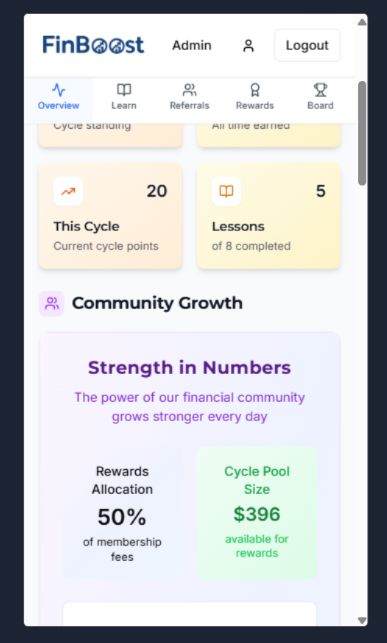 FinBoost
Admin
Logout
Overview
Learn
Referrals
Rewards
Board
Cycle standing
All time earned
20
This Cycle
Current cycle points
5
Lessons
of 8 completed
Community Growth
Strength in Numbers
The power of our financial community
grows stronger every day
Rewards
Allocation
50%
of membership
fees
Cycle Pool
Size
$396
available for
rewards